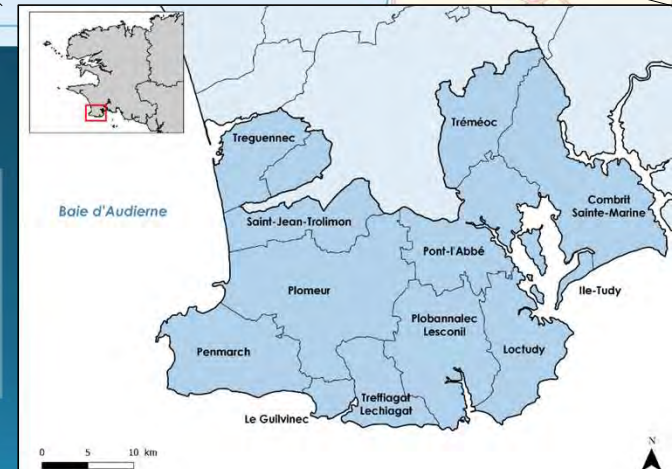 Treguennec
Tréméoc
Combrit
Sainte-Marine
Baie d'Audierne
Saint-Jean-Trolimon
Pont-l'Abbé
Ile-Tudy
Plomeur
Plobannalec
Lesconil
Loctudy
Penmarch
Treffiagat
Lechiagat
Le Guilvinec
0 5 10 km
N